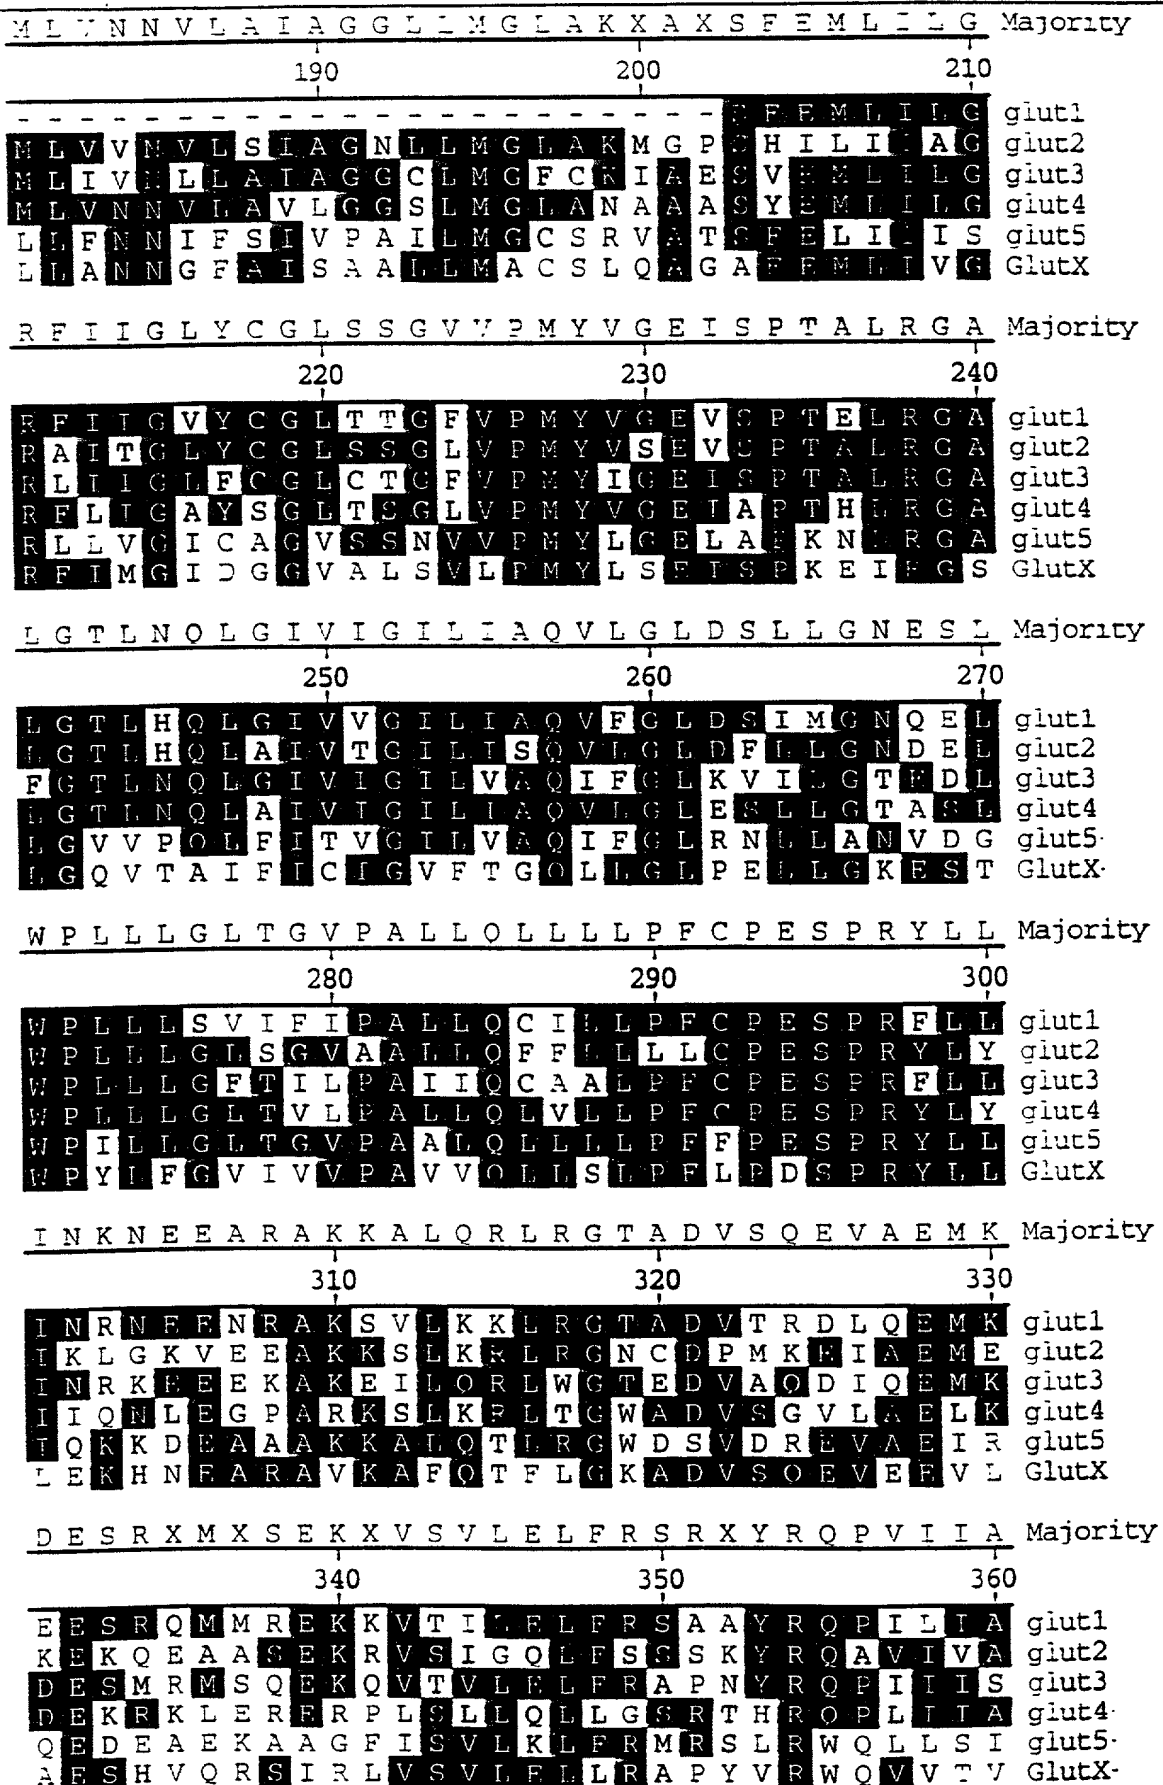 M L V N N V L A I A G G L L M G L A K X A X S F E M L I L G Majority
190 200 210
- - - - - - - - - - - - - - - - - - - - - - S F E M L I L G glut1
M L V V N V L S I A G N L L M G L A K M G P S H I L I I A G glut2
M L I V N L L A I A G G C L M G F C K I A E S V E M L I L G glut3
M L V N N V L A V L G G S L M G L A N A A A S Y E M L I L G glut4
L L F N N I F S I V P A I L M G C S R V A T S F E L I I I S glut5
L L A N N G F A I S A A L L M A C S L Q A G A F E M L I V G GlutX
R F I I G L Y C G L S S G V V P M Y V G E I S P T A L R G A Majority
220 230 240
R F I I G V Y C G L T T G F V P M Y V G E V S P T E L R G A glut1
R A I T G L Y C G L S S G L V P M Y V S E V S P T A L R G A glut2
R L I I G L F C G L C T G F V P M Y I G E I S P T A L R G A glut3
R F L I G A Y S G L T S G L V P M Y V G E I A P T H L R G A glut4
R L L V G I C A G V S S N V V P M Y L G E L A P K N L R G A glut5
R F I M G I D G G V A L S V L P M Y L S E I S P K E I R G S GlutX
L G T L N Q L G I V I G I L I A Q V L G L D S L L G N E S L Majority
250 260 270
L G T L H Q L G I V V G I L I A Q V F G L D S I M G N Q E L glut1
L G T L H Q L A I V T G I L I S Q V L G L D F L L G N D E L glut2
F G T L N Q L G I V I G I L V A Q I F G L K V I L G T E D L glut3
L G T L N Q L A I V I G I L I A Q V L G L E S L L G T A S L glut4
L G V V P Q L F I T V G I L V A Q I F G L R N L L A N V D G glut5
L G Q V T A I F I C I G V F T G Q L L G L P E L L G K E S T GlutX
W P L L L G L T G V P A L L Q L L L L P F C P E S P R Y L L Majority
280 290 300
W P L L L S V I F I P A L L Q C I L L P F C P E S P R F L L glut1
W P L L L G L S G V A A L L Q F F L L L L C P E S P R Y L Y glut2
W P L L L G F T I L P A I I Q C A A L P F C P E S P R F L L glut3
W P L L L G L T V L P A L L Q L V L L P F C P E S P R Y L Y glut4
W P I L L G L T G V P A A L Q L L L L P F F P E S P R Y L L glut5
W P Y L F G V I V V P A V V Q L L S L P F L P D S P R Y L L GlutX
I N K N E E A R A K K A L Q R L R G T A D V S Q E V A E M K Majority
310 320 330
I N R N E E N R A K S V L K K L R G T A D V T R D L Q E M K glut1
I K L G K V E E A K K S L K R L R G N C D P M K E I A E M E glut2
I N R K E E E K A K E I L Q R L W G T E D V A Q D I Q E M K glut3
I I Q N L E G P A R K S L K R L T G W A D V S G V L A E L K glut4
I Q K K D E A A A K K A L Q T L R G W D S V D R E V A E I R glut5
L E K H N E A R A V K A F Q T F L G K A D V S Q E V E E V L GlutX
D E S R X M X S E K X V S V L E L F R S R X Y R Q P V I I A Majority
340 350 360
E E S R Q M M R E K K V T I L E L F R S A A Y R Q P I L I A glut1
K E K Q E A A S E K R V S I G Q L F S S S K Y R Q A V I V A glut2
D E S M R M S Q E K Q V T V L E L F R A P N Y R Q P I I I S glut3
D E K R K L E R E R P L S L L Q L L G S R T H R Q P L I I A glut4
Q E D E A E K A A G F I S V L K L F R M R S L R W Q L L S I glut5
A E S H V Q R S I R L V S V L E L L R A P Y V R W Q V V T V GlutX